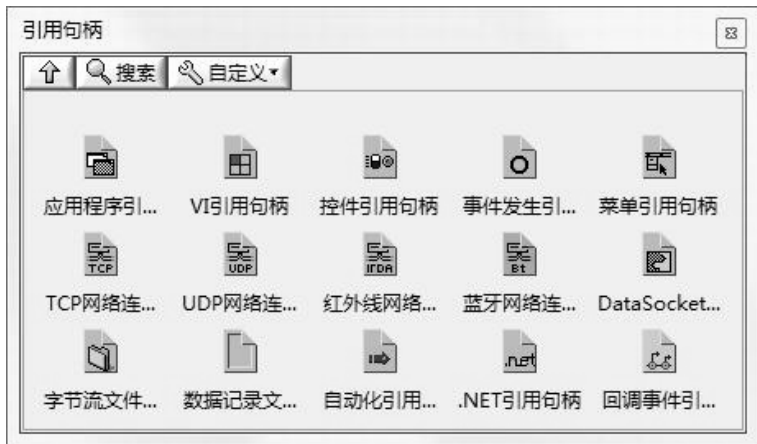 引用句柄
搜索 自定义
应用程序引... VI引用句柄 控件引用句柄 事件发生引... 菜单引用句柄
TCP UDP IrDA Bt
TCP网络连... UDP网络连... 红外线网络... 蓝牙网络连... DataSocket...
.net
字节流文件... 数据记录文... 自动化引用... .NET引用句柄 回调事件引...